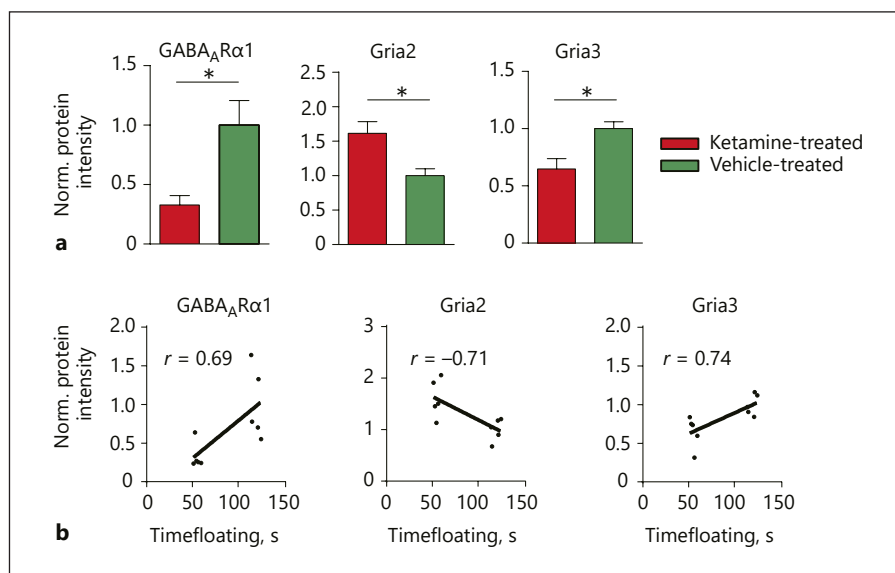 GABA_ARα1
Gria2
Gria3
Norm. protein
intensity
1.5
1.0
0.5
0
*
2.5
2.0
1.5
1.0
0.5
0
*
1.5
1.0
0.5
0
*
Ketamine-treated
Vehicle-treated
a
GABA_ARα1
Gria2
Gria3
Norm. protein
intensity
2.0
1.5
1.0
0.5
0
r = 0.69
0 50 100 150
Timefloating, s
3
2
1
0
r = –0.71
0 50 100 150
Timefloating, s
2.0
1.5
1.0
0.5
0
r = 0.74
0 50 100 150
Timefloating, s
b